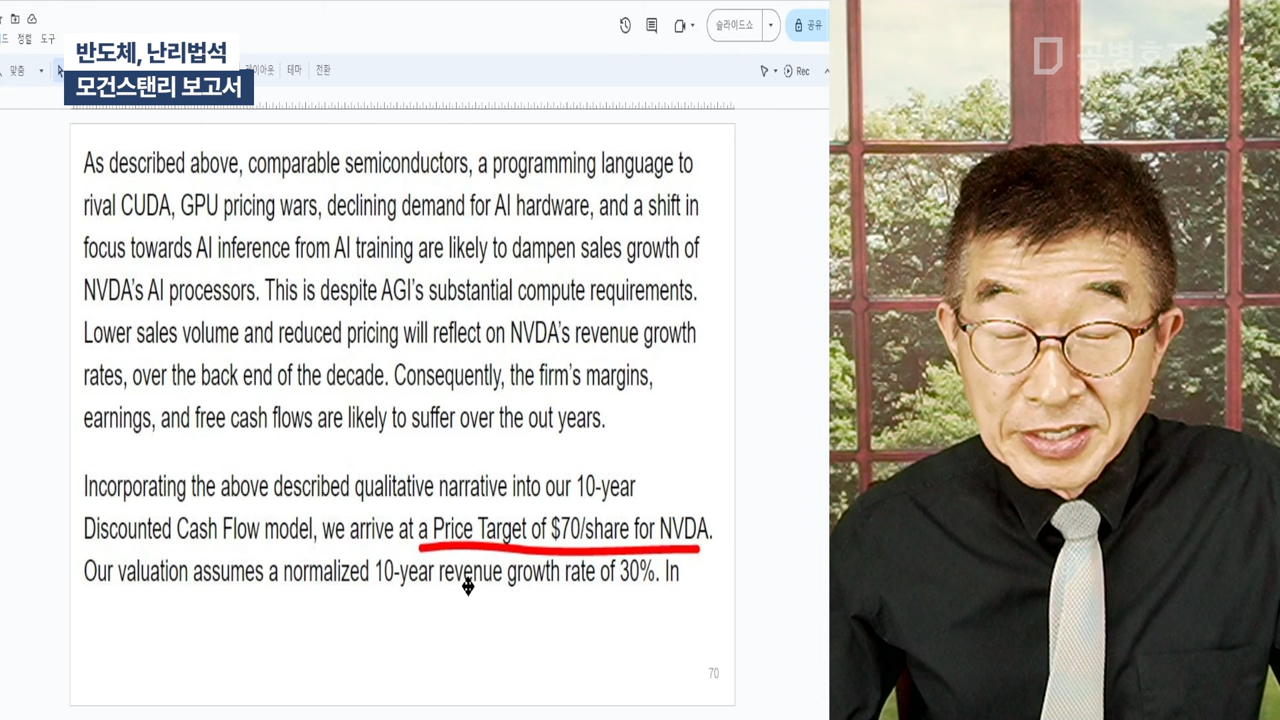 슬라이드쇼
공유
정렬 도구
반도체, 난리법석
모건스탠리 보고서
맞춤
테마
전환
Rec
As described above, comparable semiconductors, a programming language to
rival CUDA, GPU pricing wars, declining demand for AI hardware, and a shift in
focus towards AI inference from AI training are likely to dampen sales growth of
NVDA's AI processors. This is despite AGI's substantial compute requirements.
Lower sales volume and reduced pricing will reflect on NVDA's revenue growth
rates, over the back end of the decade. Consequently, the firm's margins,
earnings, and free cash flows are likely to suffer over the out years.
Incorporating the above described qualitative narrative into our 10-year
Discounted Cash Flow model, we arrive at a Price Target of $70/share for NVDA.
Our valuation assumes a normalized 10-year revenue growth rate of 30%. In
70